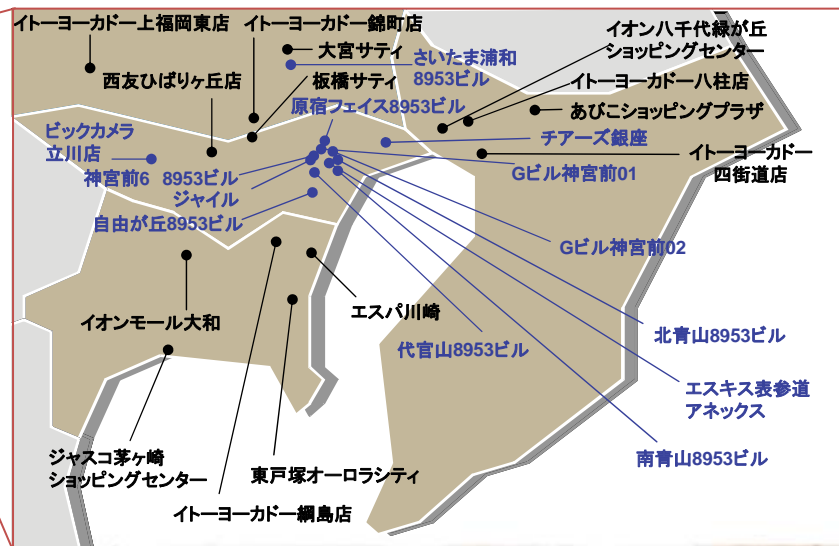 イトーヨーカドー上福岡東店
イトーヨーカドー錦町店
大宮サティ
さいたま浦和
8953ビル
イオン八千代緑が丘
ショッピングセンター
西友ひばりヶ丘店
板橋サティ
イトーヨーカドー八柱店
原宿フェイス8953ビル
あびこショッピングプラザ
ビックカメラ
立川店
チアーズ銀座
イトーヨーカドー
四街道店
神宮前6 8953ビル
Gビル神宮前01
ジャイル
自由が丘8953ビル
Gビル神宮前02
イオンモール大和
エスパ川崎
北青山8953ビル
代官山8953ビル
エスキス表参道
アネックス
ジャスコ茅ヶ崎
ショッピングセンター
東戸塚オーロラシティ
南青山8953ビル
イトーヨーカドー綱島店